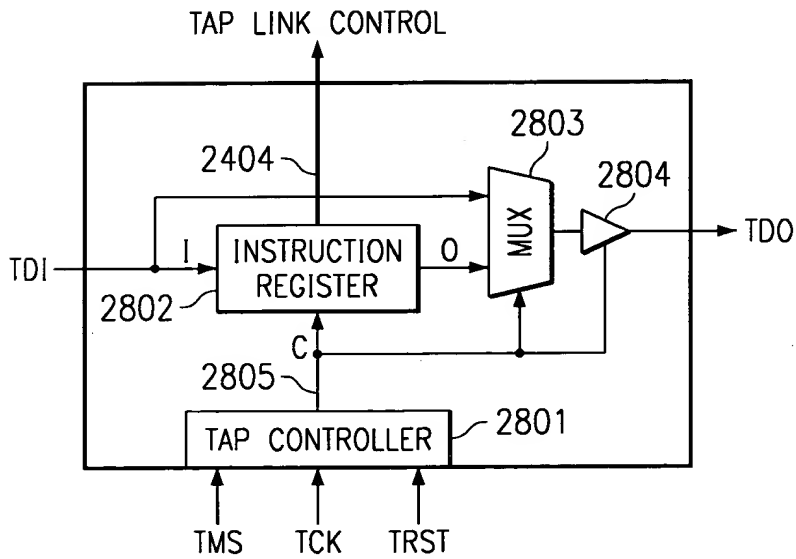 TAP LINK CONTROL
2803
2404
2804
MUX
TDO
TDI
I
INSTRUCTION
REGISTER
O
2802
C
2805
2801
TAP CONTROLLER
TMS
TCK
TRST